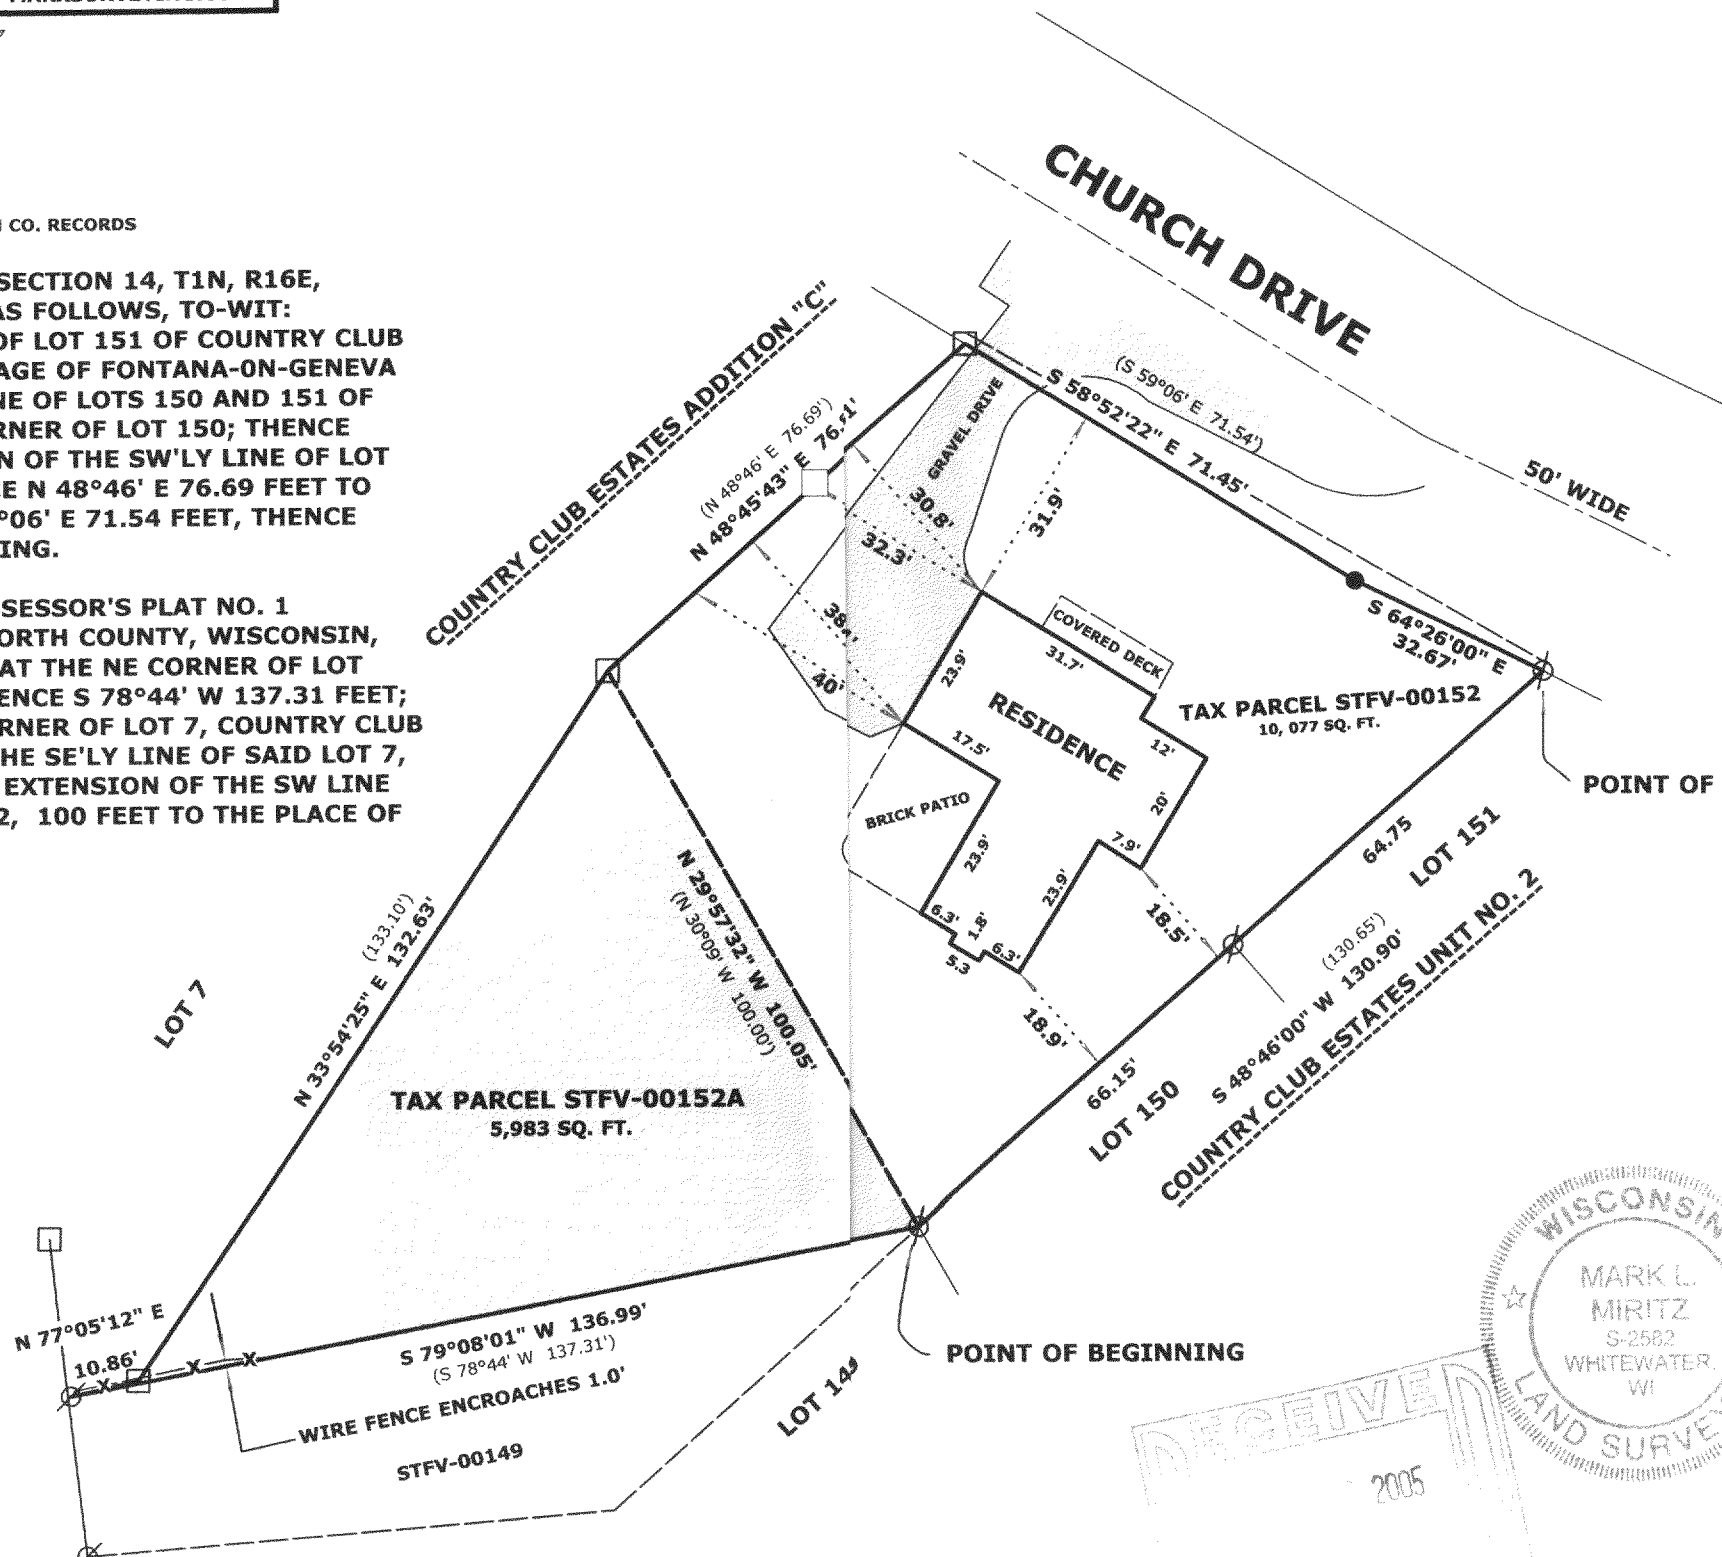 CO. RECORDS
SECTION 14, T1N, R16E,
AS FOLLOWS, TO-WIT:
OF LOT 151 OF COUNTRY CLUB
AGE OF FONTANA-0N-GENEVA
NE OF LOTS 150 AND 151 OF
RNER OF LOT 150; THENCE
N OF THE SW'LY LINE OF LOT
E N 48°46' E 76.69 FEET TO
°06' E 71.54 FEET, THENCE
ING.
SESSOR'S PLAT NO. 1
ORTH COUNTY, WISCONSIN,
AT THE NE CORNER OF LOT
ENCE S 78°44' W 137.31 FEET;
RNER OF LOT 7, COUNTRY CLUB
THE SE'LY LINE OF SAID LOT 7,
EXTENSION OF THE SW LINE
2, 100 FEET TO THE PLACE OF
CHURCH DRIVE
50' WIDE
COUNTRY CLUB ESTATES ADDITION "C"
(N 48°46' E 76.69')
N 48°45'43" E
(S 59°06' E 71.54')
S 58°52'22" E 71.45'
GRAVEL DRIVE
30.8'
32.3'
31.9'
40'
S 64°26'00" E
32.67'
COVERED DECK
31.7'
23.9'
RESIDENCE
TAX PARCEL STFV-00152
10, 077 SQ. FT.
12'
17.5'
20'
BRICK PATIO
7.9'
23.9'
23.9'
6.3'
1.8'
6.3'
5.3
18.5'
18.9'
POINT OF
64.75
LOT 151
66.15'
LOT 150
(130.65')
S 48°46'00" W 130.90'
COUNTRY CLUB ESTATES UNIT NO. 2
N 29°57'32" W 100.05'
(N 30°09' W 100.00')
(133.10')
N 33°54'25" E 132.63'
LOT 7
TAX PARCEL STFV-00152A
5,983 SQ. FT.
N 77°05'12" E
10.86'
X X X
S 79°08'01" W 136.99'
(S 78°44' W 137.31')
WIRE FENCE ENCROACHES 1.0'
STFV-00149
LOT
POINT OF BEGINNING
WISCONSIN
MARK L.
MIRITZ
S-2582
WHITEWATER,
WI
LAND SURVEY
RECEIVED
2005